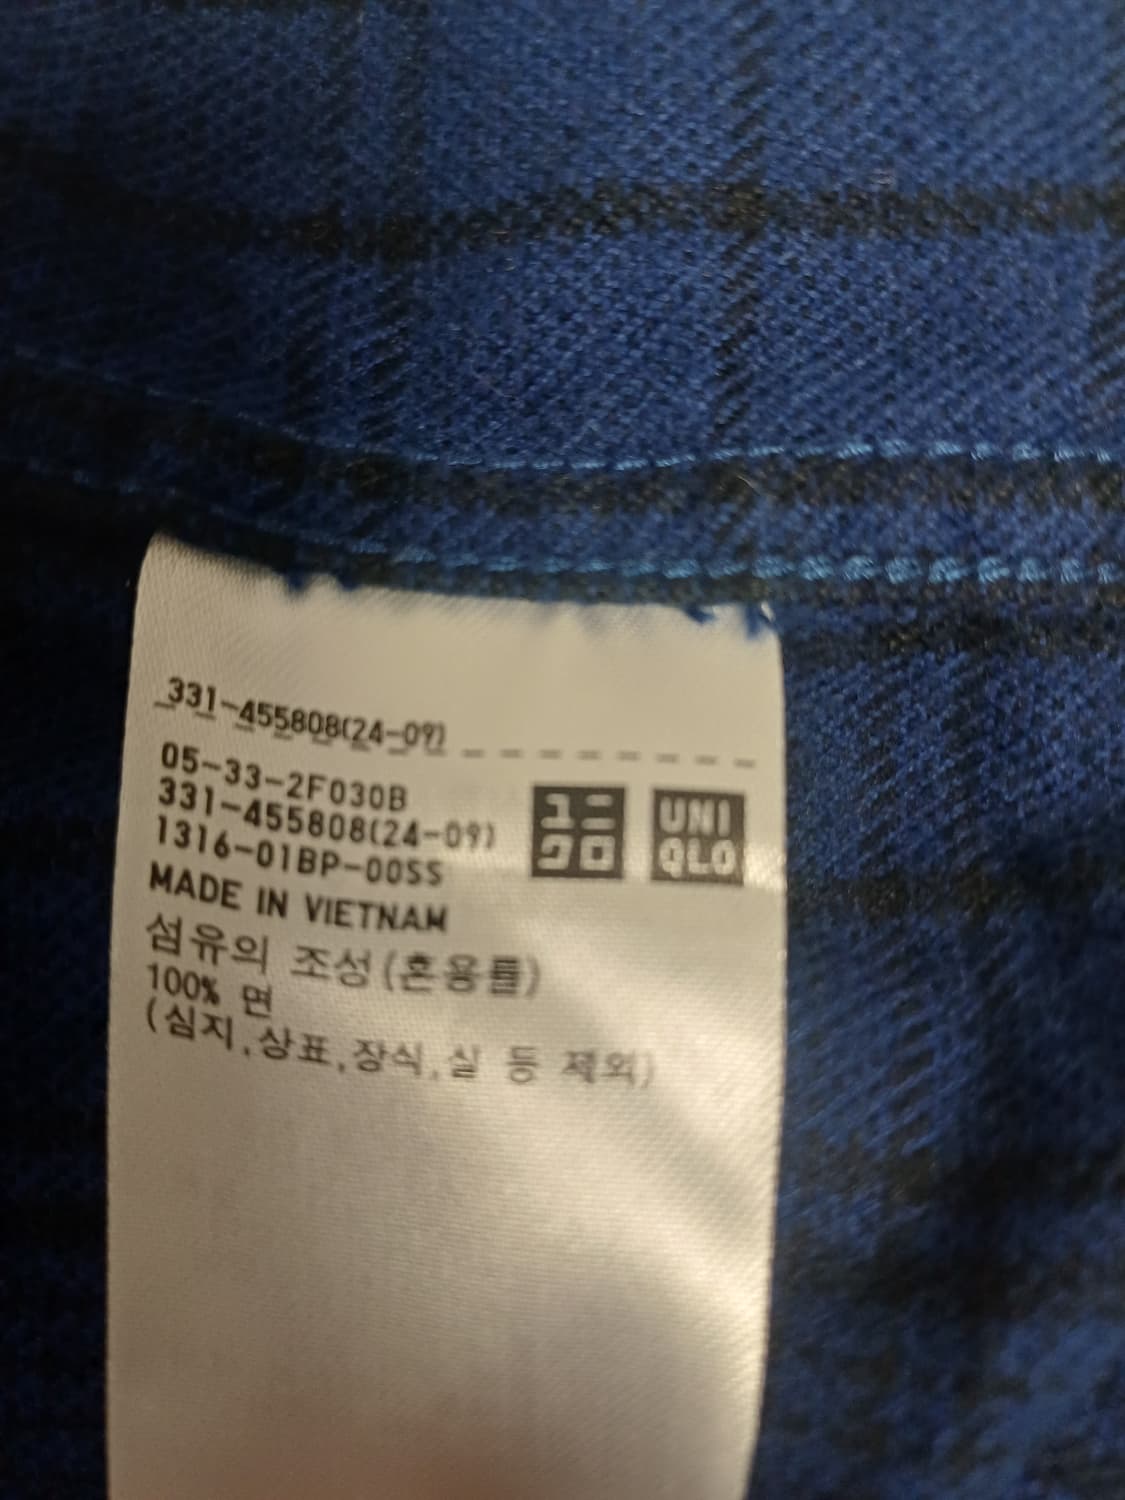 331-455808(24-09)
05-33-2F030B
331-455808(24-09)
1316-01BP-00SS
ユニ
クロ
UNI
QLO
MADE IN VIETNAM
섬유의 조성(혼용률)
100% 면
(심지,상표,장식,실 등 제외)